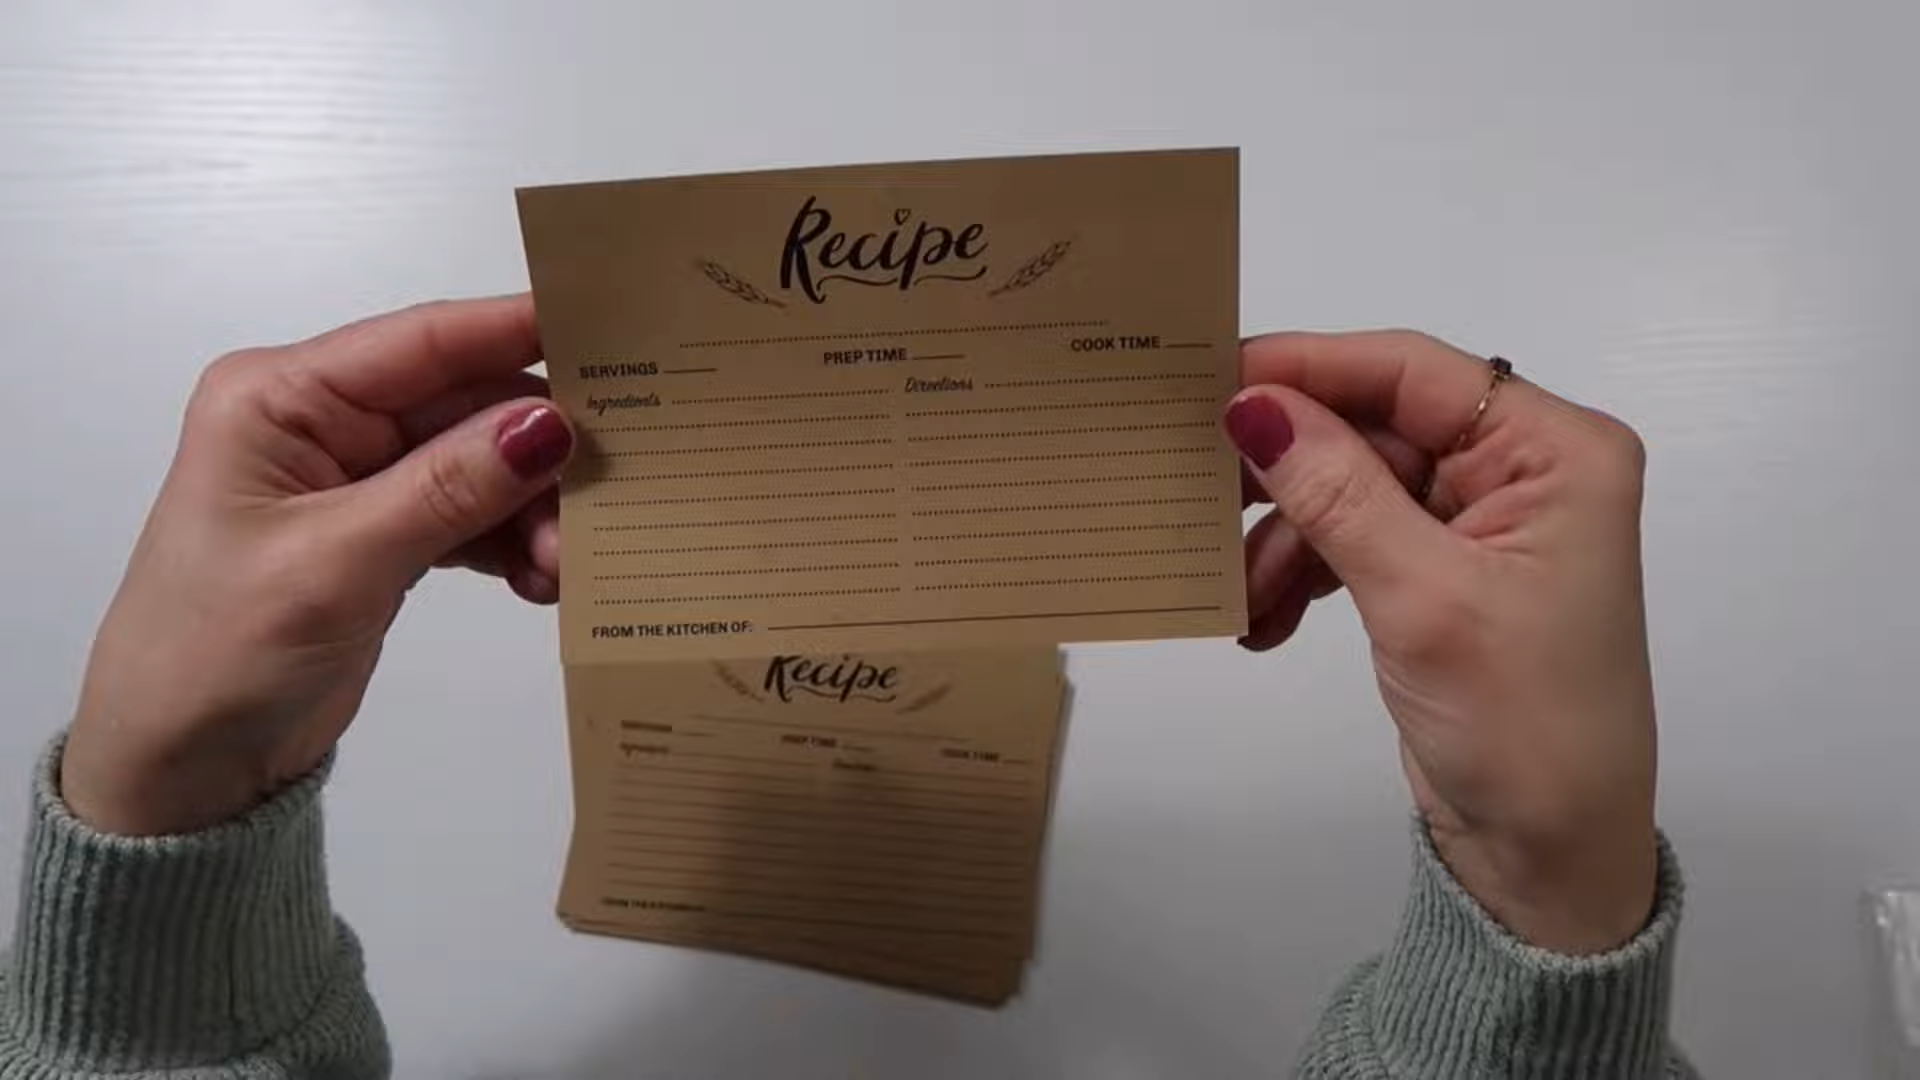 Recipe
SERVINGS PREP TIME COOK TIME
Ingredients Directions
FROM THE KITCHEN OF:
Recipe
PREP TIME COOK TIME